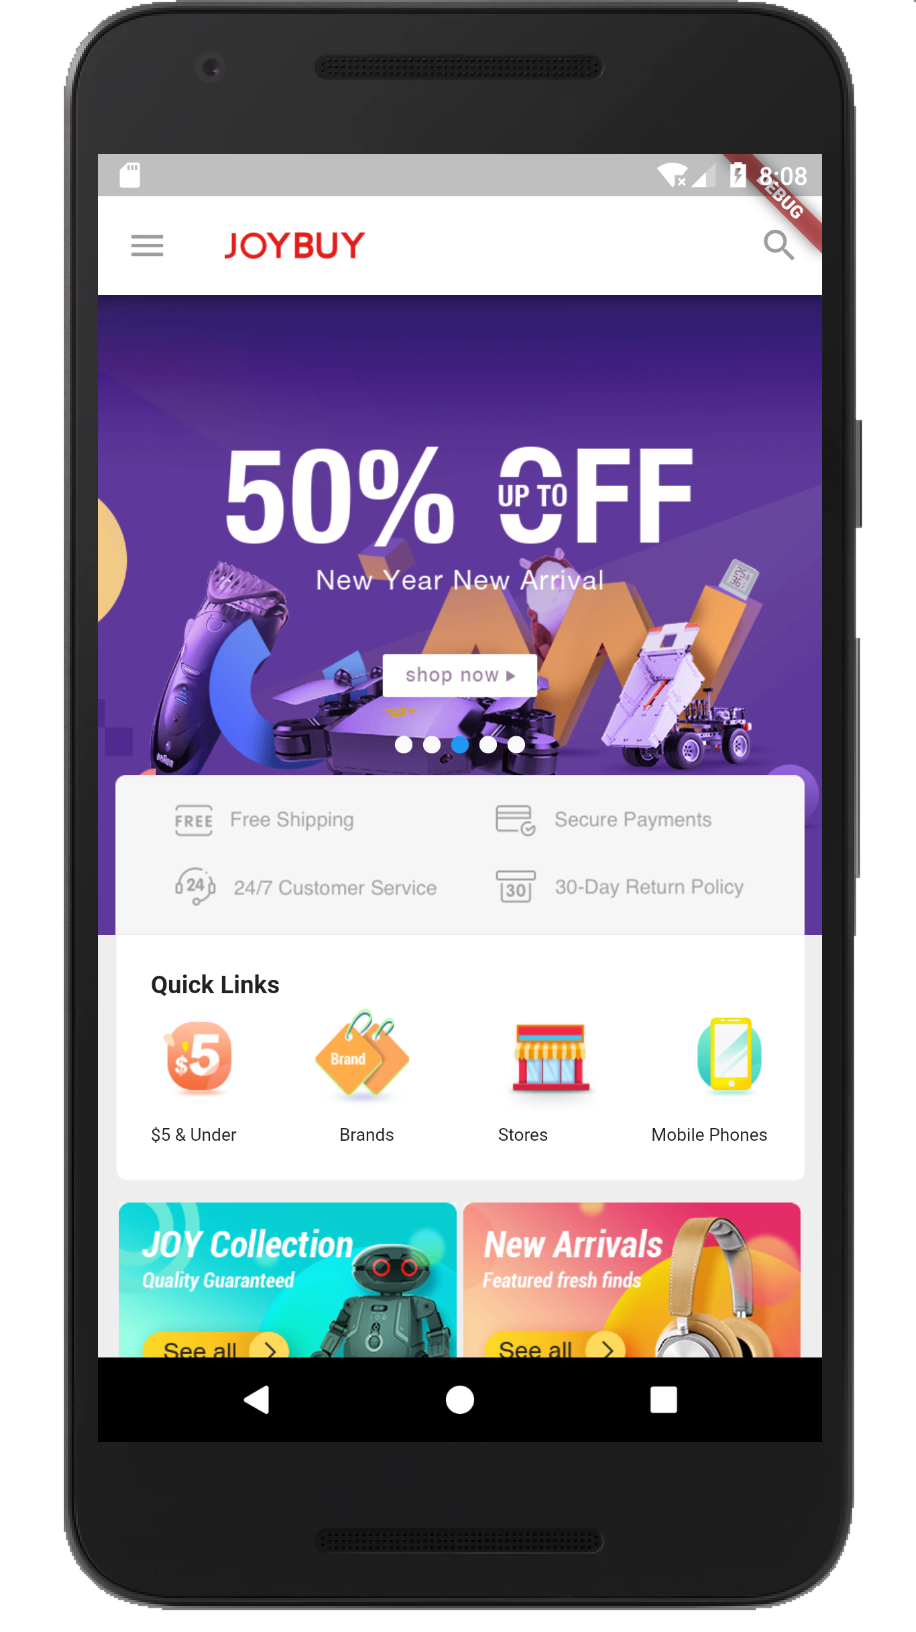 8:08
DEBUG
JOYBUY
50% UP TO OFF
New Year New Arrival
shop now
FREE Free Shipping
Secure Payments
24 24/7 Customer Service
30 30-Day Return Policy
Quick Links
$5
Brand
$5 & Under
Brands
Stores
Mobile Phones
JOY Collection
Quality Guaranteed
See all
New Arrivals
Featured fresh finds
See all